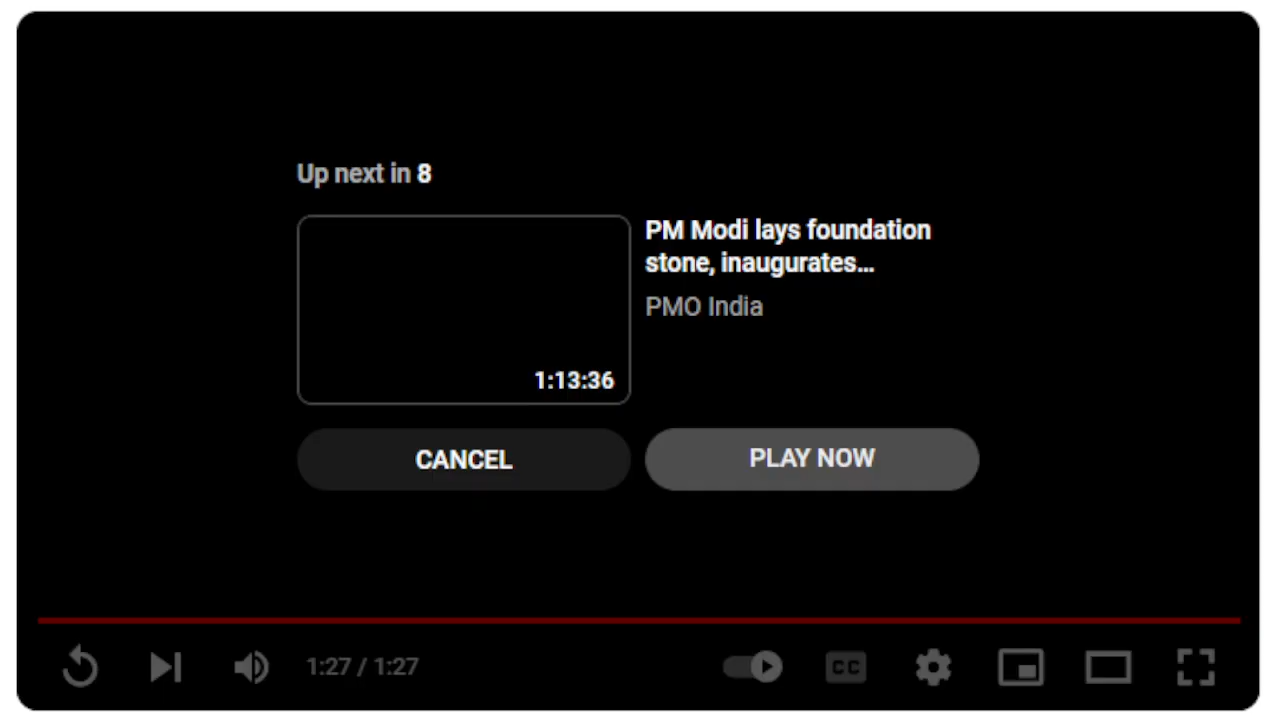 Up next in 8
PM Modi lays foundation
stone, inaugurates...
PMO India
1:13:36
CANCEL
PLAY NOW
1:27 / 1:27
CC